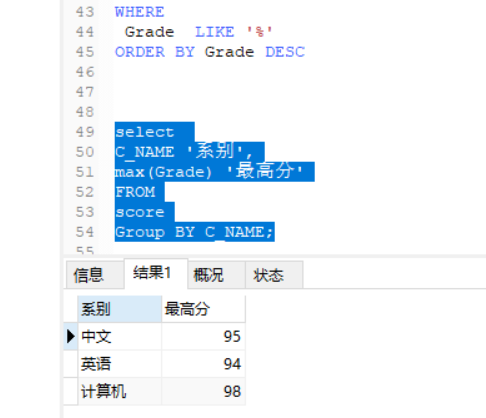 43 WHERE
44 Grade LIKE '%'
45 ORDER BY Grade DESC
46
47
48
49 select
50 C_NAME '系别',
51 max(Grade) '最高分'
52 FROM
53 score
54 Group BY C_NAME;
55
信息 结果1 概况 状态
系别 最高分
中文 95
英语 94
计算机 98